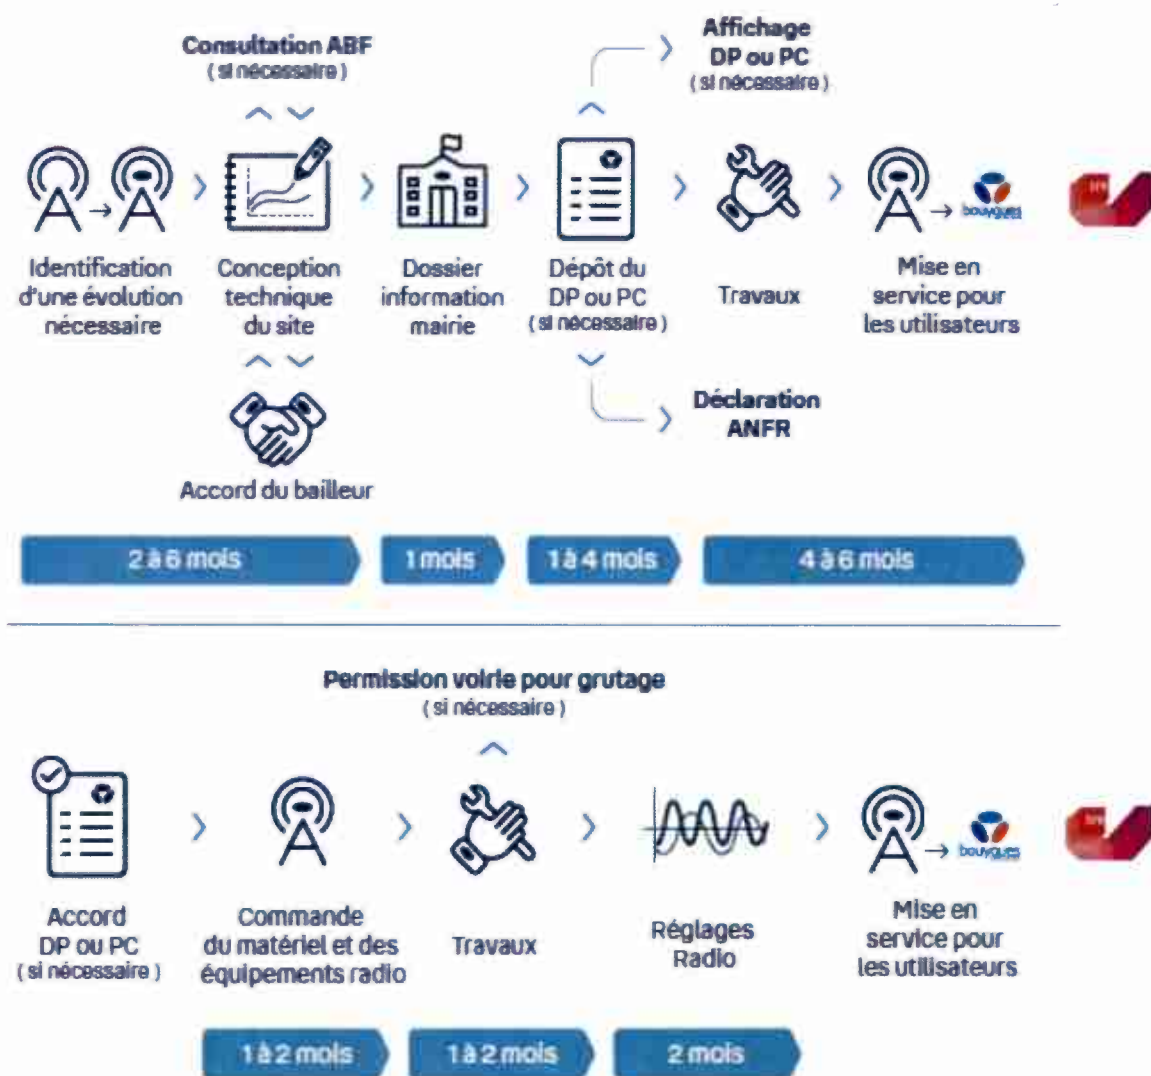 Consultation ABF
( si nécessaire )
Affichage
DP ou PC
( si nécessaire )
Identification
d'une évolution
nécessaire
Conception
technique
du site
Dossier
information
mairie
Dépôt du
DP ou PC
( si nécessaire )
Travaux
bouygues
Mise en
service pour
les utilisateurs
Accord du bailleur
Déclaration
ANFR
2 à 6 mois
1 mois
1 à 4 mois
4 à 6 mois
Permission voirie pour grutage
( si nécessaire )
Accord
DP ou PC
( si nécessaire )
Commande
du matériel et des
équipements radio
Travaux
Réglages
Radio
bouygues
Mise en
service pour
les utilisateurs
1 à 2 mois
1 à 2 mois
2 mois